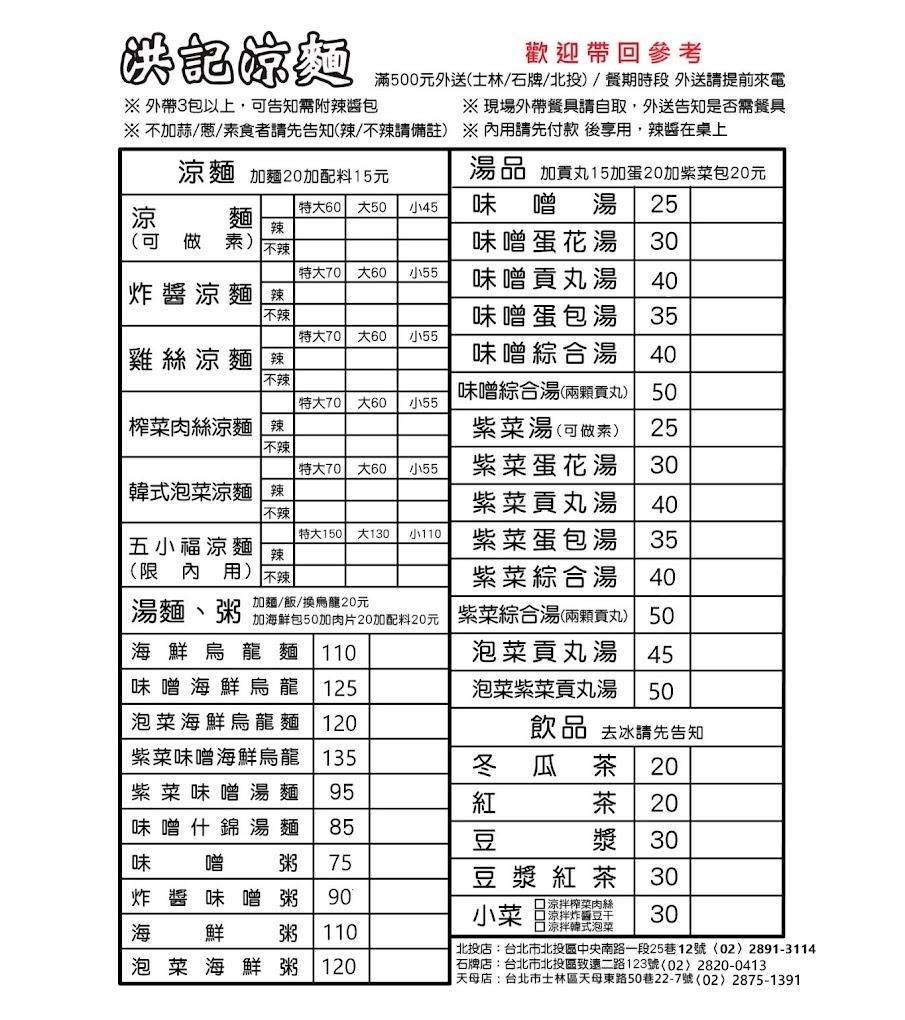 洪記涼麵
歡迎帶回參考
滿500元外送(士林/石牌/北投) / 餐期時段 外送請提前來電
※ 外帶3包以上，可告知需附辣醬包
※ 現場外帶餐具請自取，外送告知是否需餐具
※ 不加蒜/蔥/素食者請先告知(辣/不辣請備註)
※ 內用請先付款 後享用，辣醬在桌上
涼麵 加麵20加配料15元
涼麵 特大60 大50 小45
(可做素) 辣
不辣
炸醬涼麵 特大70 大60 小55
辣
不辣
雞絲涼麵 特大70 大60 小55
辣
不辣
榨菜肉絲涼麵 特大70 大60 小55
辣
不辣
韓式泡菜涼麵 特大70 大60 小55
辣
不辣
五小福涼麵 特大150 大130 小110
(限內用) 辣
不辣
湯麵、粥 加麵/飯/換烏龍20元
加海鮮包50加肉片20加配料20元
海鮮烏龍麵 110
味噌海鮮烏龍 125
泡菜海鮮烏龍麵 120
紫菜味噌海鮮烏龍 135
紫菜味噌湯麵 95
味噌什錦湯麵 85
味噌粥 75
炸醬味噌粥 90
海鮮粥 110
泡菜海鮮粥 120
湯品 加貢丸15加蛋20加紫菜包20元
味噌湯 25
味噌蛋花湯 30
味噌貢丸湯 40
味噌蛋包湯 35
味噌綜合湯 40
味噌綜合湯(兩顆貢丸) 50
紫菜湯(可做素) 25
紫菜蛋花湯 30
紫菜貢丸湯 40
紫菜蛋包湯 35
紫菜綜合湯 40
紫菜綜合湯(兩顆貢丸) 50
泡菜貢丸湯 45
泡菜紫菜貢丸湯 50
飲品 去冰請先告知
冬瓜茶 20
紅茶 20
豆漿 30
豆漿紅茶 30
小菜 □涼拌榨菜肉絲 30
□涼拌炸醬豆干
□涼拌韓式泡菜
北投店：台北市北投區中央南路一段25巷12號（02）2891-3114
石牌店：台北市北投區致遠二路123號（02）2820-0413
天母店：台北市士林區天母東路50巷22-7號（02）2875-1391